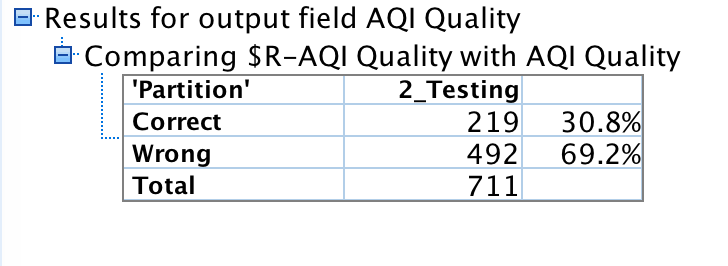 Results for output field AQI Quality
Comparing $R-AQI Quality with AQI Quality
'Partition' 2_Testing
Correct 219 30.8%
Wrong 492 69.2%
Total 711